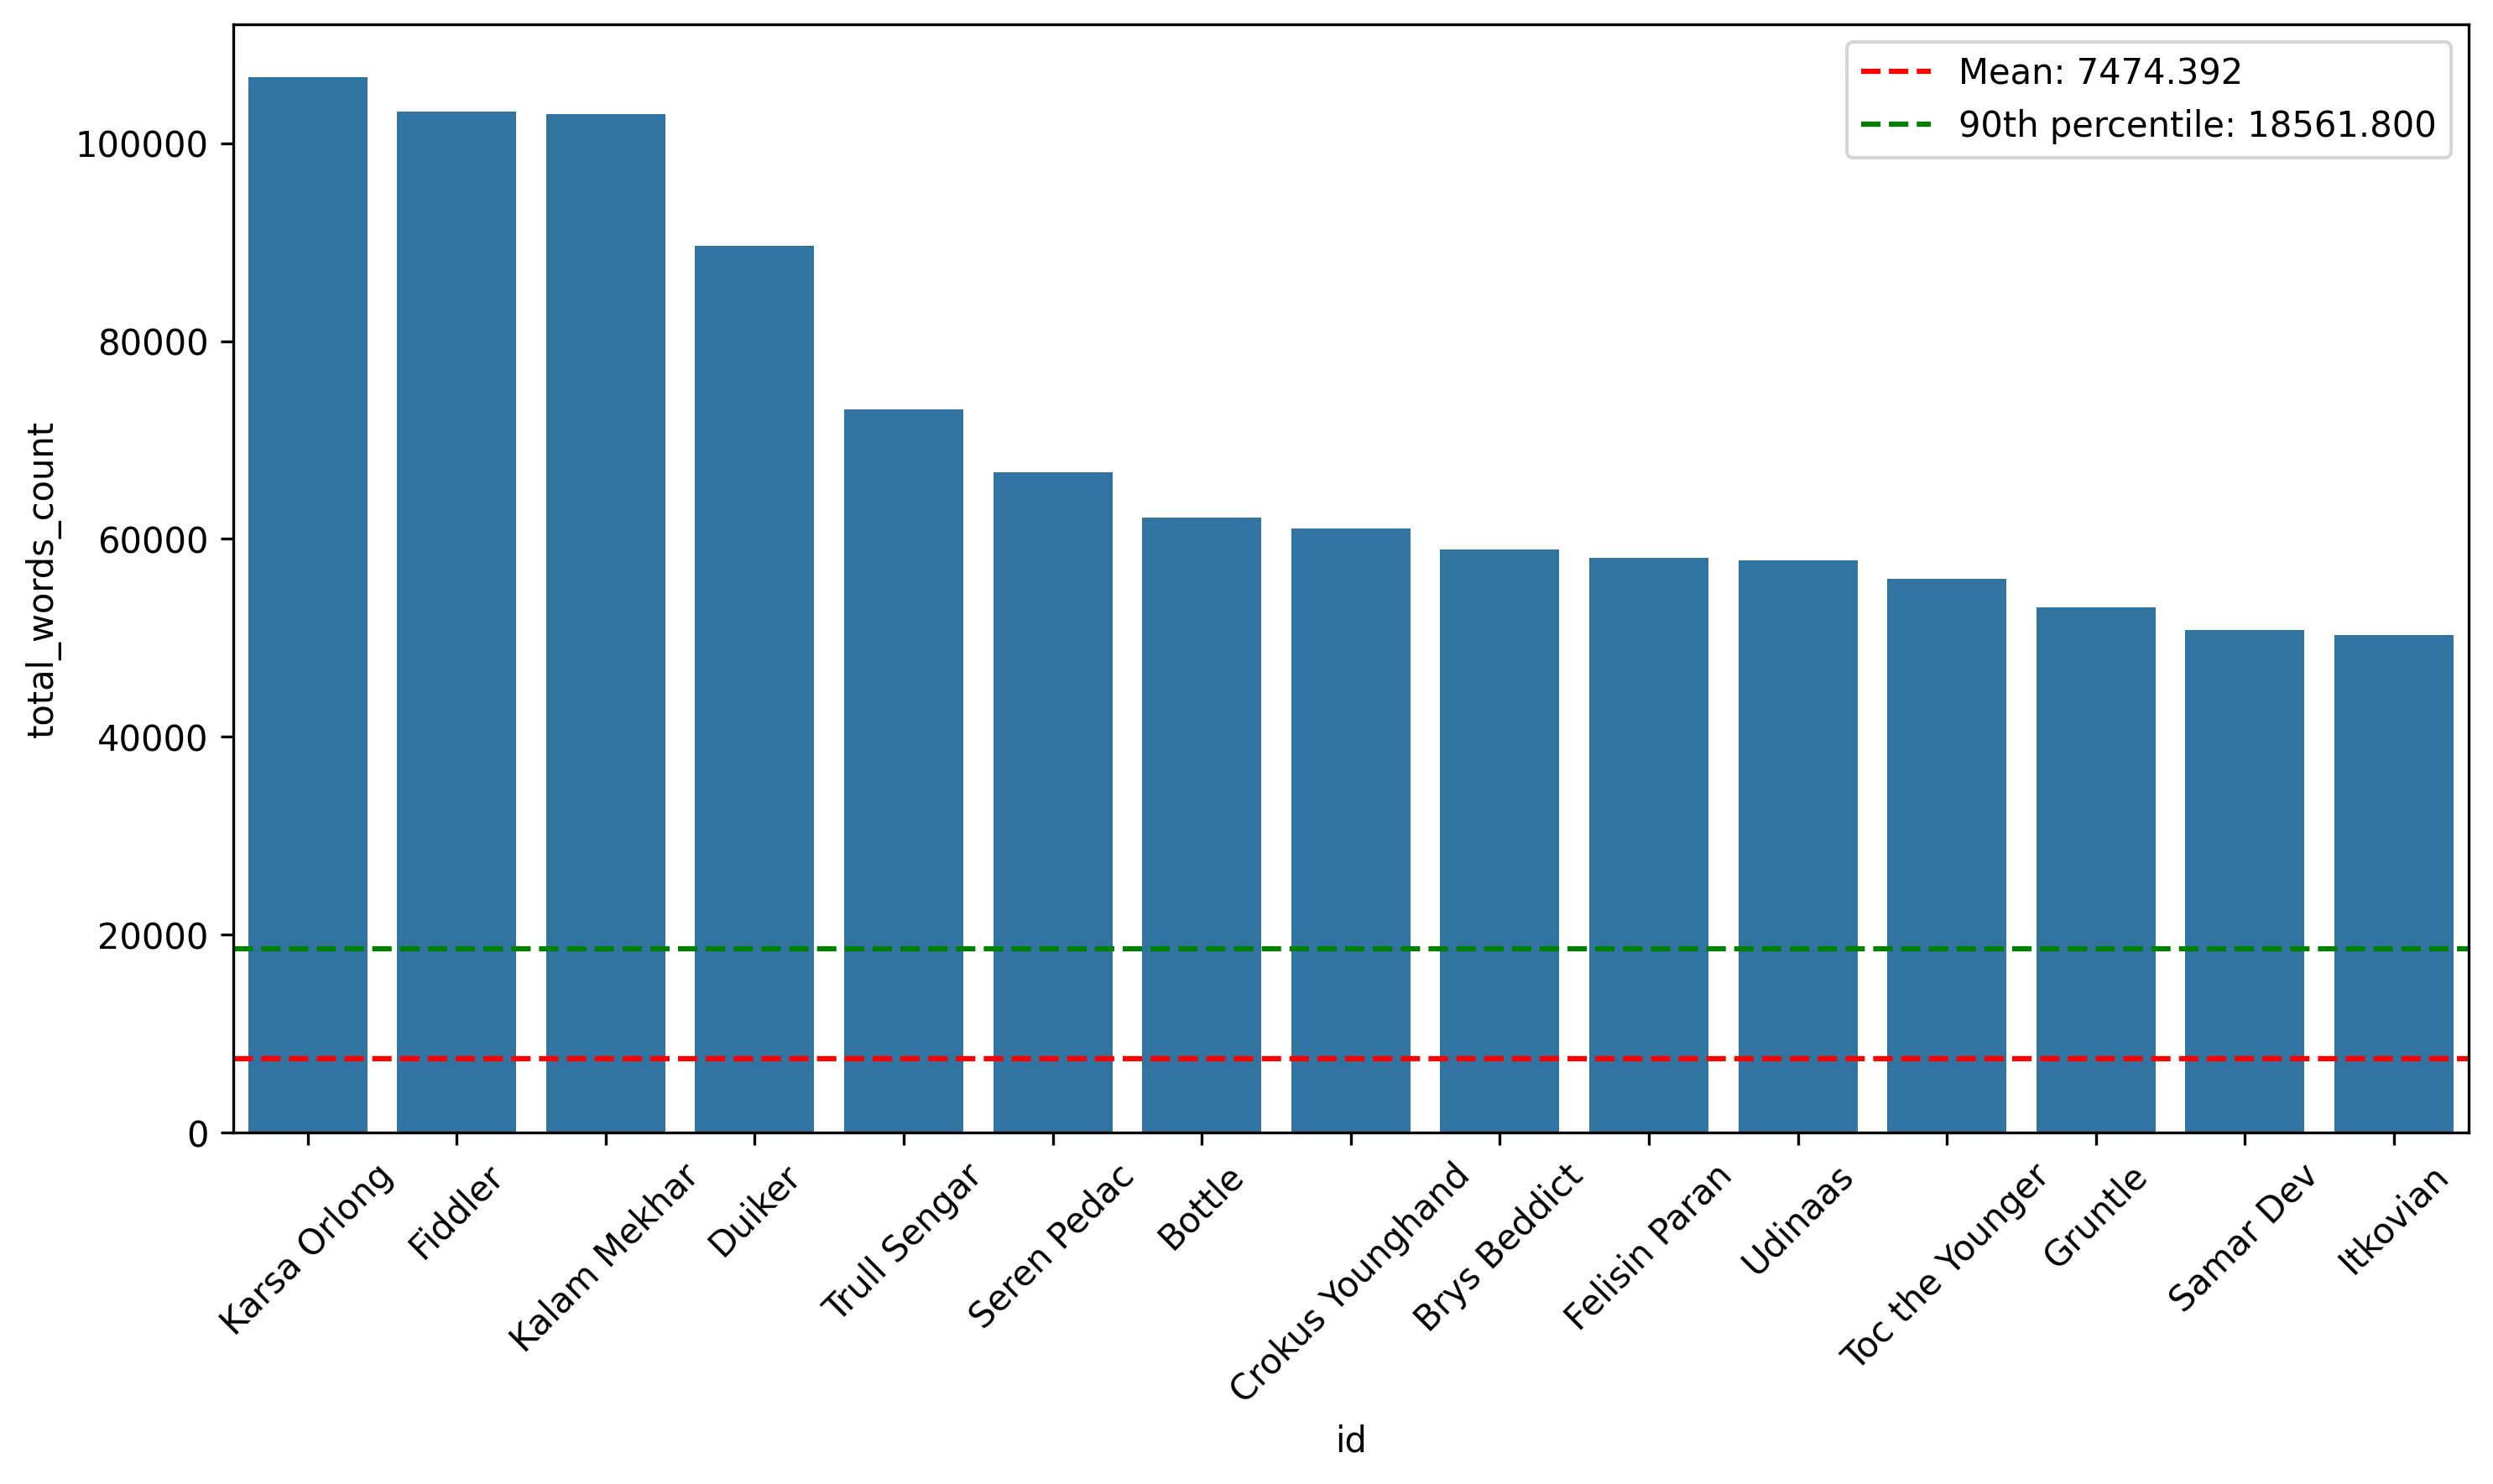 Mean: 7474.392
90th percentile: 18561.800
total_words_count
100000
80000
60000
40000
20000
0
Karsa Orlong
Fiddler
Kalam Mekhar
Duiker
Trull Sengar
Seren Pedac
Bottle
Crokus Younghand
Brys Beddict
Felisin Paran
Udinaas
Toc the Younger
Gruntle
Samar Dev
Itkovian
id